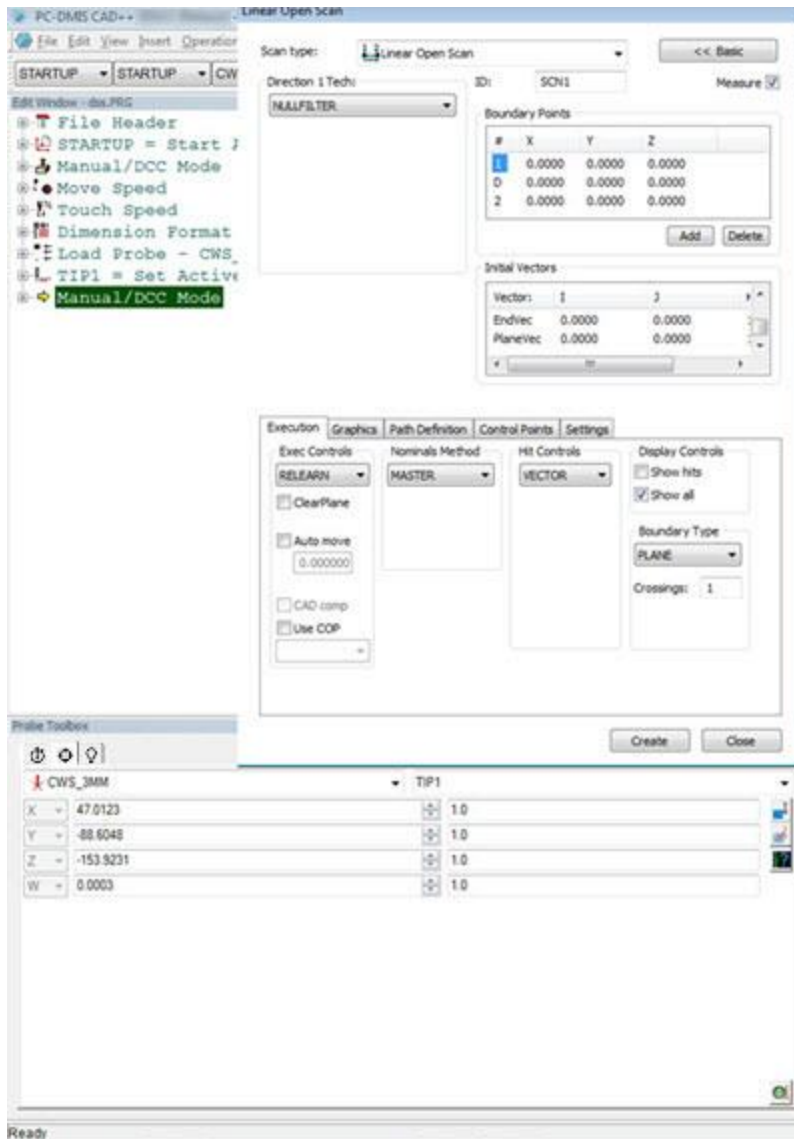 PC-DMIS CAD++
Linear Open Scan
File Edit View Insert Operation
STARTUP STARTUP CW
Edit Window - das.PRG
File Header
STARTUP = Start
Manual/DCC Mode
Move Speed
Touch Speed
Dimension Format
Load Probe - CWS_
TIP1 = Set Active
Manual/DCC Mode
Scan type: Linear Open Scan << Basic
Direction 1 Tech: ID: SCN1 Measure
NULLFILTER
Boundary Points
# X Y Z
1 0.0000 0.0000 0.0000
D 0.0000 0.0000 0.0000
2 0.0000 0.0000 0.0000
Add Delete
Initial Vectors
Vector: I J
EndVec 0.0000 0.0000
PlaneVec 0.0000 0.0000
Execution Graphics Path Definition Control Points Settings
Exec Controls Nominals Method Hit Controls Display Controls
RELEARN MASTER VECTOR Show hits
ClearPlane Show all
Auto move Boundary Type
0.000000 PLANE
Crossings: 1
CAD comp
Use COP
Create Close
Probe Toolbox
CWS_3MM TIP1
X 47.0123 1.0
Y -88.6048 1.0
Z -153.9231 1.0
W 0.0003 1.0
Ready